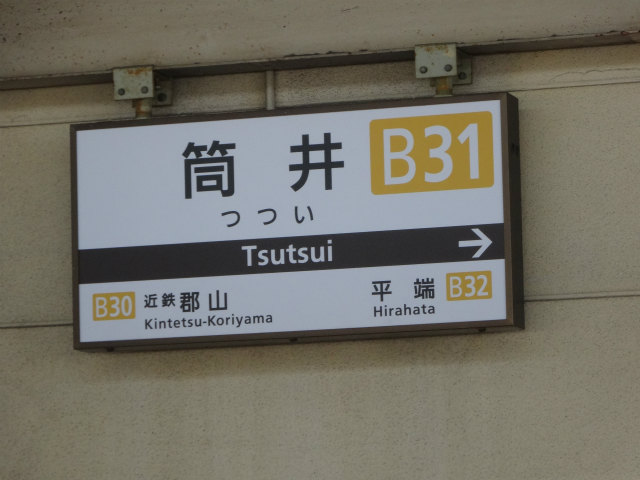 筒井 B31
つつい
Tsutsui →
B30 近鉄郡山 平端 B32
Kintetsu-Koriyama Hirahata